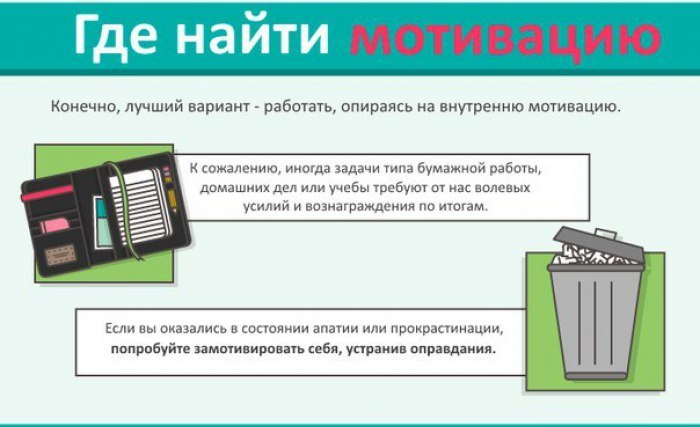 Где найти мотивацию
Конечно, лучший вариант - работать, опираясь на внутренню мотивацию.
К сожалению, иногда задачи типа бумажной работы,
домашних дел или учебы требуют от нас волевых
усилий и вознаграждения по итогам.
Если вы оказались в состоянии апатии или прокрастинации,
попробуйте замотивировать себя, устранив оправдания.